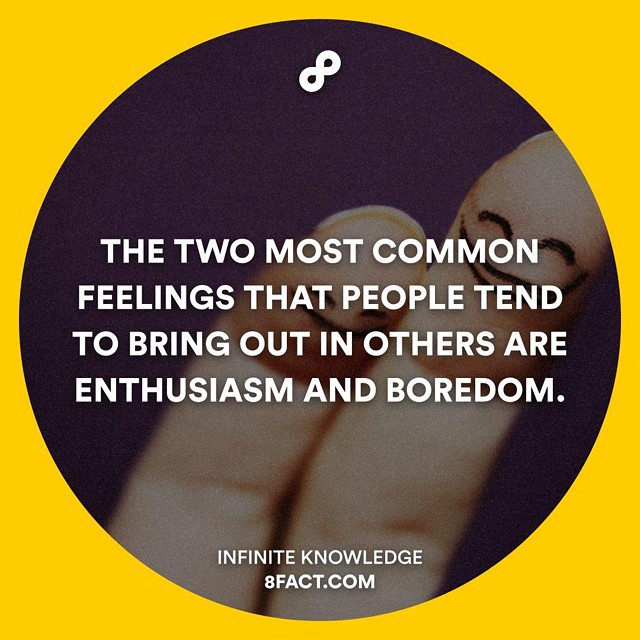 THE TWO MOST COMMON
FEELINGS THAT PEOPLE TEND
TO BRING OUT IN OTHERS ARE
ENTHUSIASM AND BOREDOM.
INFINITE KNOWLEDGE
8FACT.COM